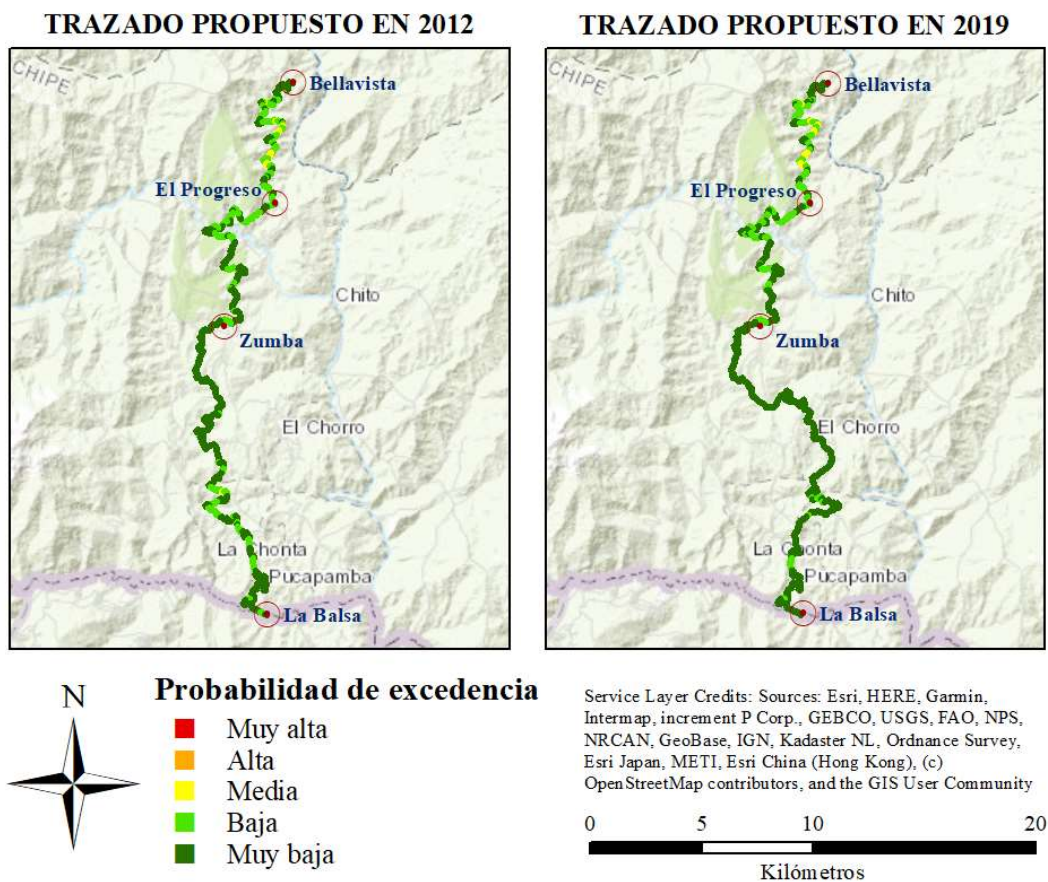 TRAZADO PROPUESTO EN 2012
CHIPE
Bellavista
El Progreso
Chito
Zumba
El Chorro
La Chonta
Pucapamba
La Balsa
TRAZADO PROPUESTO EN 2019
CHIPE
Bellavista
El Progreso
Chito
Zumba
El Chorro
La Chonta
Pucapamba
La Balsa
N
Probabilidad de excedencia
Muy alta
Alta
Media
Baja
Muy baja
Service Layer Credits: Sources: Esri, HERE, Garmin,
Intermap, increment P Corp., GEBCO, USGS, FAO, NPS,
NRCAN, GeoBase, IGN, Kadaster NL, Ordnance Survey,
Esri Japan, METI, Esri China (Hong Kong), (c)
OpenStreetMap contributors, and the GIS User Community
0 5 10 20
Kilómetros